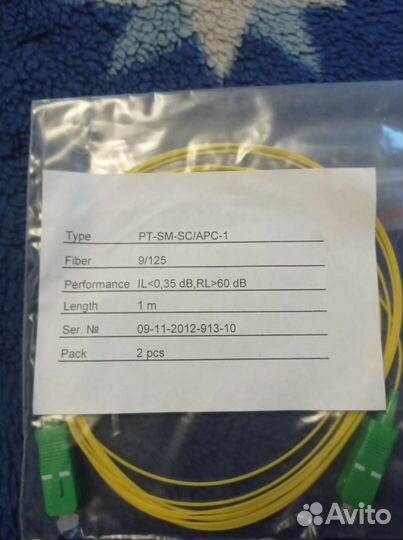 Type PT-SM-SC/APC-1
Fiber 9/125
Performance IL<0,35 dB,RL>60 dB
Length 1 m
Ser. № 09-11-2012-913-10
Pack 2 pcs
Avito